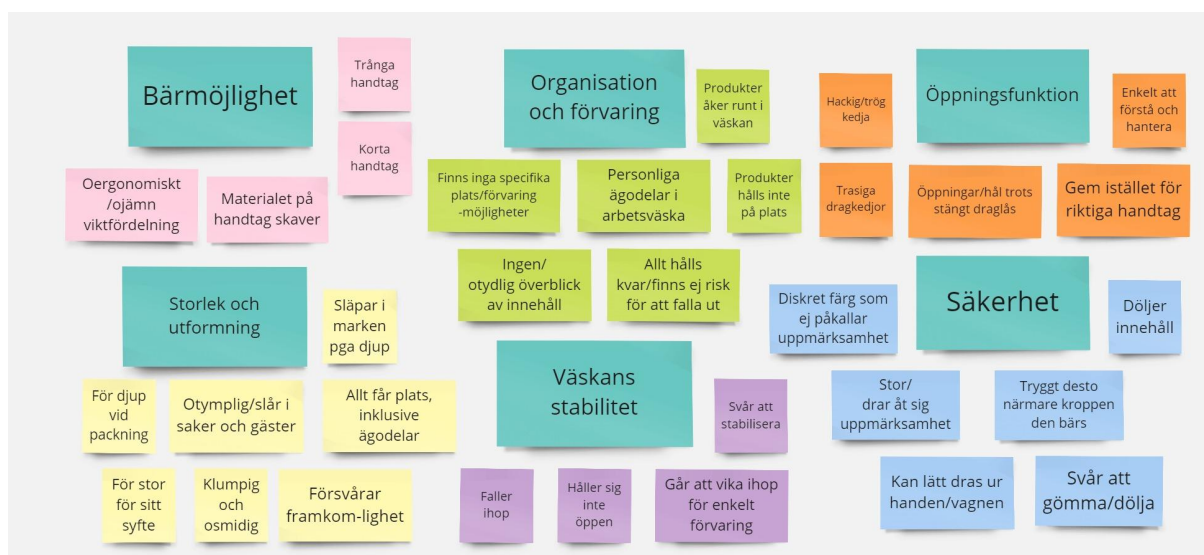 Bärmöjlighet
Trånga
handtag
Korta
handtag
Oergonomiskt
/ojämn
viktfördelning
Materialet på
handtag skaver
Organisation
och förvaring
Produkter
åker runt i
väskan
Finns inga specifika
plats/förvaring
-möjligheter
Personliga
ägodelar i
arbetsväska
Produkter
hålls inte
på plats
Ingen/
otydlig överblick
av innehåll
Allt hålls
kvar/finns ej risk
för att falla ut
Hackig/trög
kedja
Öppningsfunktion
Enkelt att
förstå och
hantera
Trasiga
dragkedjor
Öppningar/hål trots
stängt draglås
Gem istället för
riktiga handtag
Storlek och
utformning
Släpar i
marken
pga djup
För djup
vid
packning
Otymplig/slår i
saker och gäster
Allt får plats,
inklusive
ägodelar
För stor
för sitt
syfte
Klumpig
och
osmidig
Försvårar
framkom-lighet
Väskans
stabilitet
Svår att
stabilisera
Faller
ihop
Håller sig
inte
öppen
Går att vika ihop
för enkelt
förvaring
Diskret färg som
ej påkallar
uppmärksamhet
Säkerhet
Döljer
innehåll
Stor/
drar åt sig
uppmärksamhet
Tryggt desto
närmare kroppen
den bärs
Kan lätt dras ur
handen/vagnen
Svår att
gömma/dölja